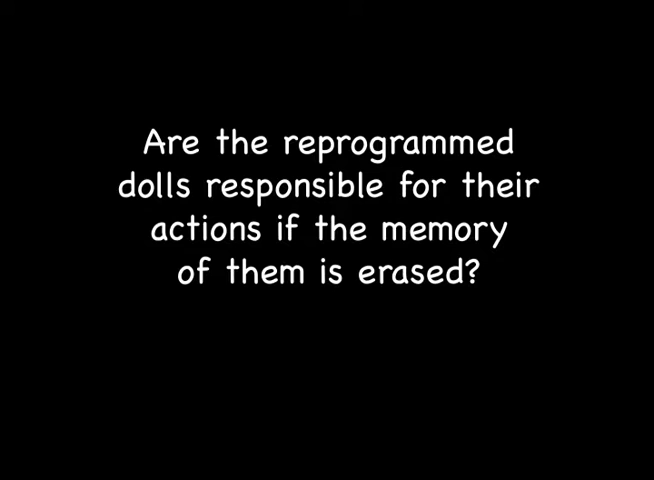 Are the reprogrammed
dolls responsible for their
actions if the memory
of them is erased?